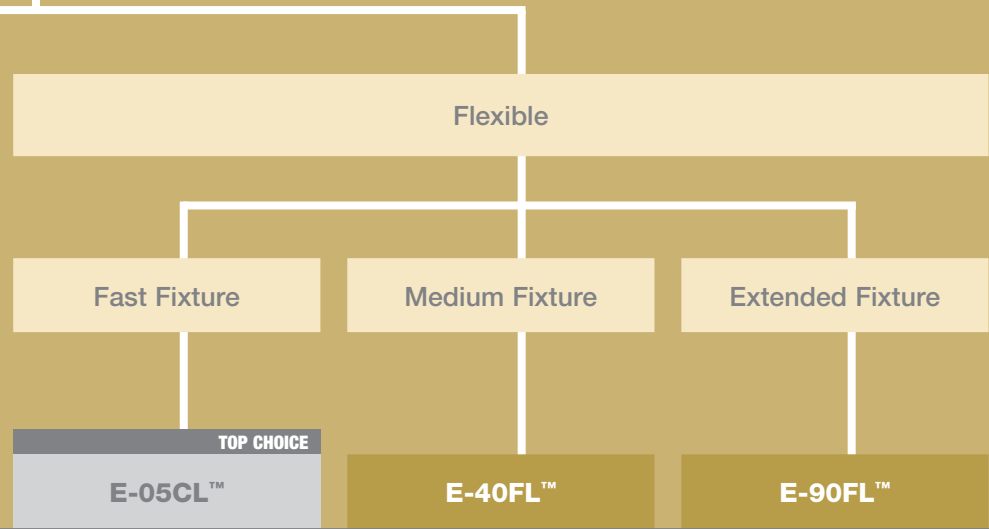 Flexible
Fast Fixture
Medium Fixture
Extended Fixture
TOP CHOICE
E-05CL™
E-40FL™
E-90FL™